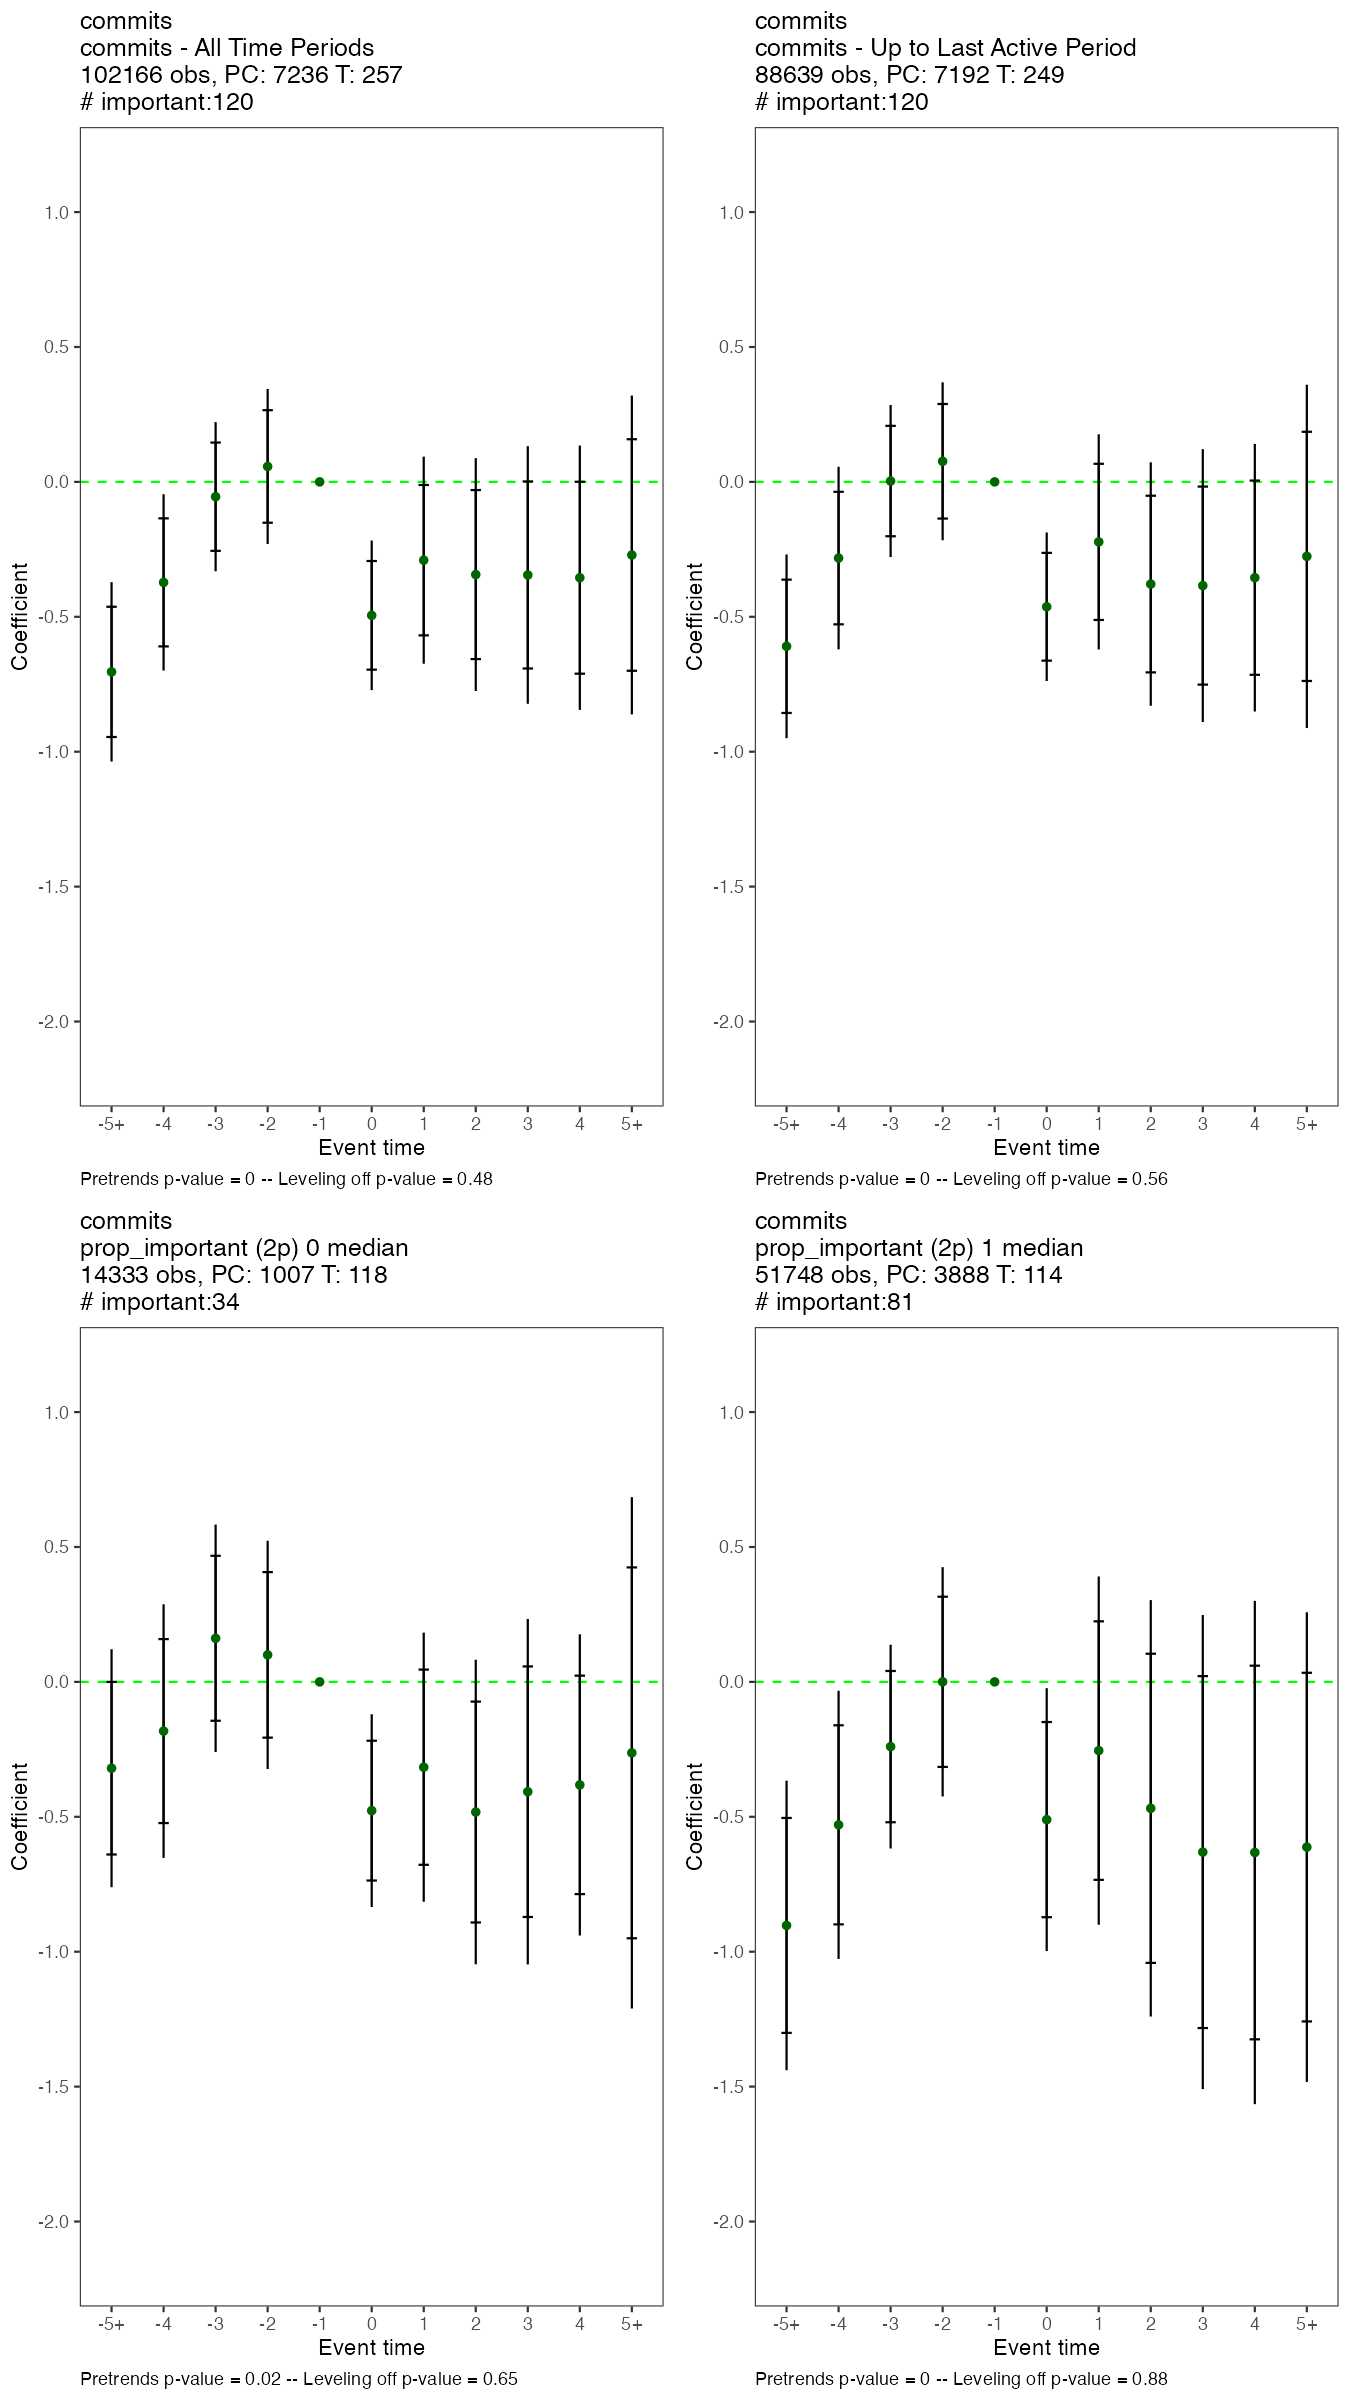 commits
commits - All Time Periods
102166 obs, PC: 7236 T: 257
# important:120
1.0
0.5
0.0
-0.5
-1.0
-1.5
-2.0
Coefficient
-5+ -4 -3 -2 -1 0 1 2 3 4 5+
Event time
Pretrends p-value = 0 -- Leveling off p-value = 0.48
commits
commits - Up to Last Active Period
88639 obs, PC: 7192 T: 249
# important:120
1.0
0.5
0.0
-0.5
-1.0
-1.5
-2.0
Coefficient
-5+ -4 -3 -2 -1 0 1 2 3 4 5+
Event time
Pretrends p-value = 0 -- Leveling off p-value = 0.56
commits
prop_important (2p) 0 median
14333 obs, PC: 1007 T: 118
# important:34
1.0
0.5
0.0
-0.5
-1.0
-1.5
-2.0
Coefficient
-5+ -4 -3 -2 -1 0 1 2 3 4 5+
Event time
Pretrends p-value = 0.02 -- Leveling off p-value = 0.65
commits
prop_important (2p) 1 median
51748 obs, PC: 3888 T: 114
# important:81
1.0
0.5
0.0
-0.5
-1.0
-1.5
-2.0
Coefficient
-5+ -4 -3 -2 -1 0 1 2 3 4 5+
Event time
Pretrends p-value = 0 -- Leveling off p-value = 0.88